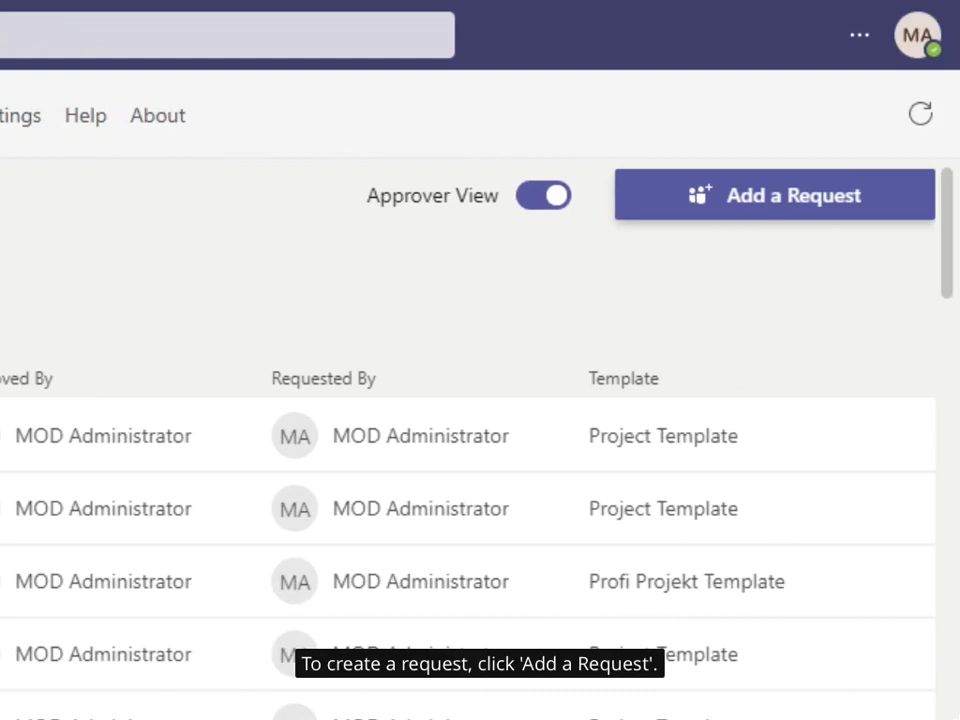 MA
tings Help About
Approver View Add a Request
oved By Requested By Template
MOD Administrator MA MOD Administrator Project Template
MOD Administrator MA MOD Administrator Project Template
MOD Administrator MA MOD Administrator Profi Projekt Template
MOD Administrator
To create a request, click 'Add a Request'.